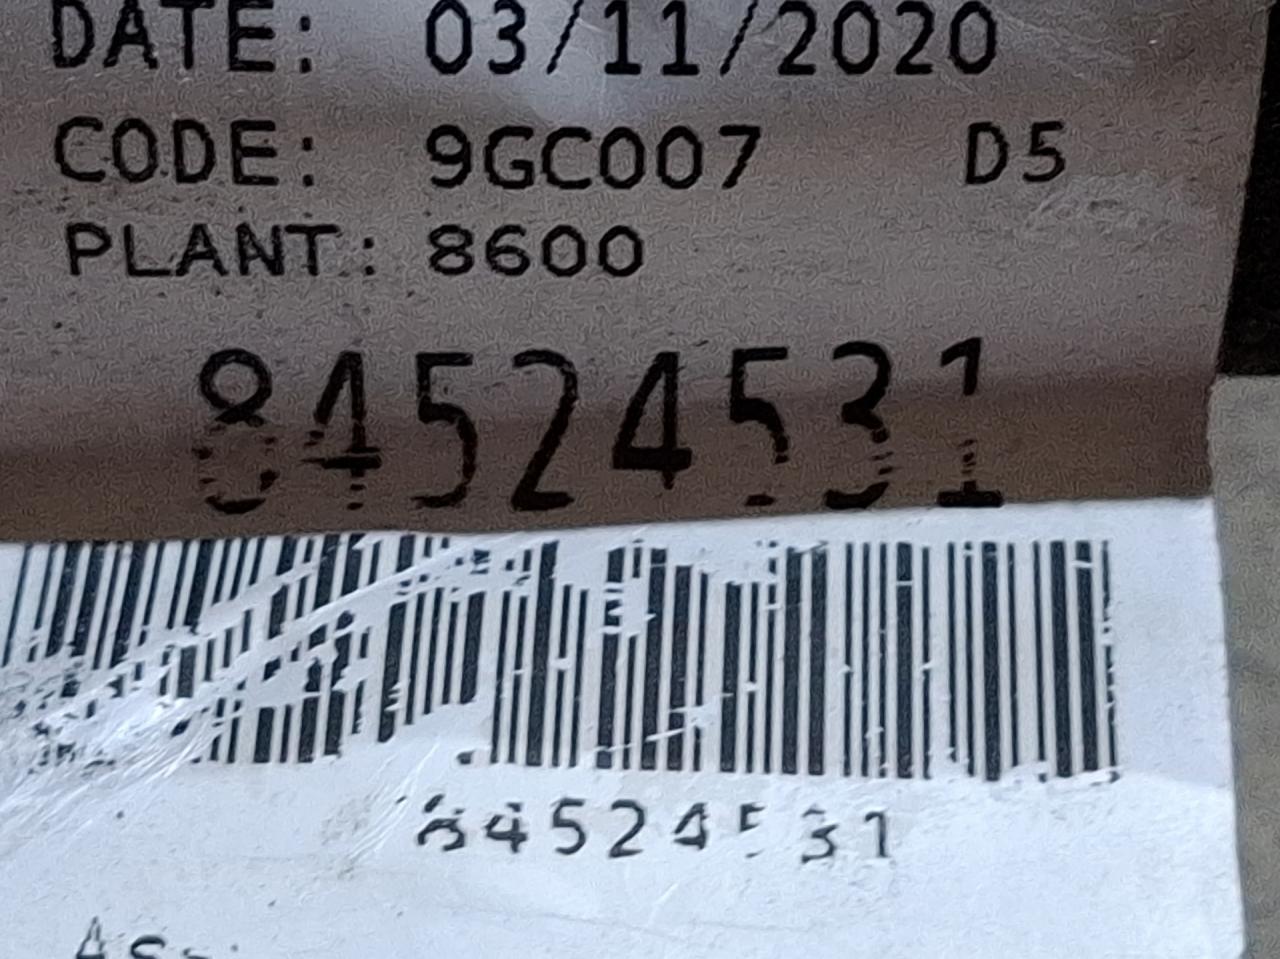 DATE: 03/11/2020
CODE: 9GC007 D5
PLANT: 8600
84524531
84524531